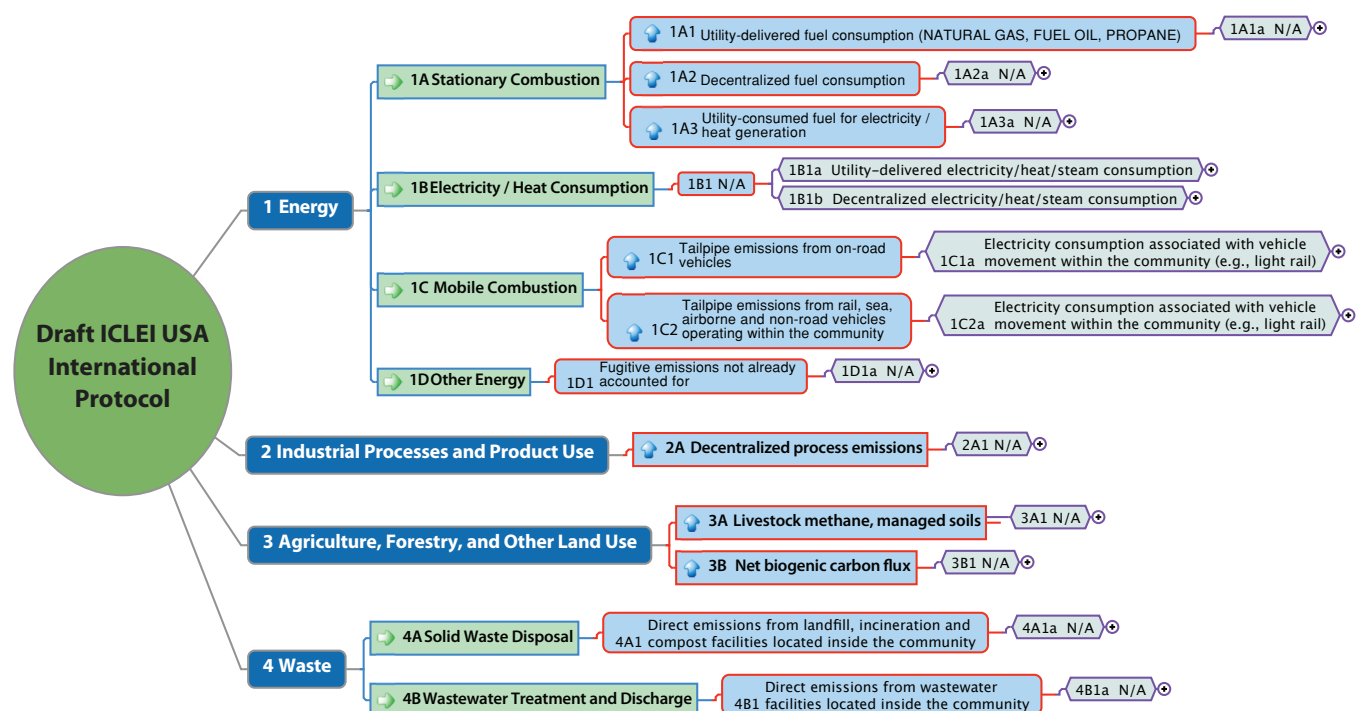 Draft ICLEI USA
International
Protocol
1 Energy
1A Stationary Combustion
1A1 Utility-delivered fuel consumption (NATURAL GAS, FUEL OIL, PROPANE)
1A1a N/A
1A2 Decentralized fuel consumption
1A2a N/A
Utility-consumed fuel for electricity /
1A3 heat generation
1A3a N/A
1B Electricity / Heat Consumption
1B1 N/A
1B1a Utility-delivered electricity/heat/steam consumption
1B1b Decentralized electricity/heat/steam consumption
1C Mobile Combustion
Tailpipe emissions from on-road
1C1 vehicles
Electricity consumption associated with vehicle
1C1a movement within the community (e.g., light rail)
Tailpipe emissions from rail, sea,
airborne and non-road vehicles
1C2 operating within the community
Electricity consumption associated with vehicle
1C2a movement within the community (e.g., light rail)
1D Other Energy
Fugitive emissions not already
1D1 accounted for
1D1a N/A
2 Industrial Processes and Product Use
2A Decentralized process emissions
2A1 N/A
3 Agriculture, Forestry, and Other Land Use
3A Livestock methane, managed soils
3A1 N/A
3B Net biogenic carbon flux
3B1 N/A
4 Waste
4A Solid Waste Disposal
Direct emissions from landfill, incineration and
4A1 compost facilities located inside the community
4A1a N/A
4B Wastewater Treatment and Discharge
Direct emissions from wastewater
4B1 facilities located inside the community
4B1a N/A